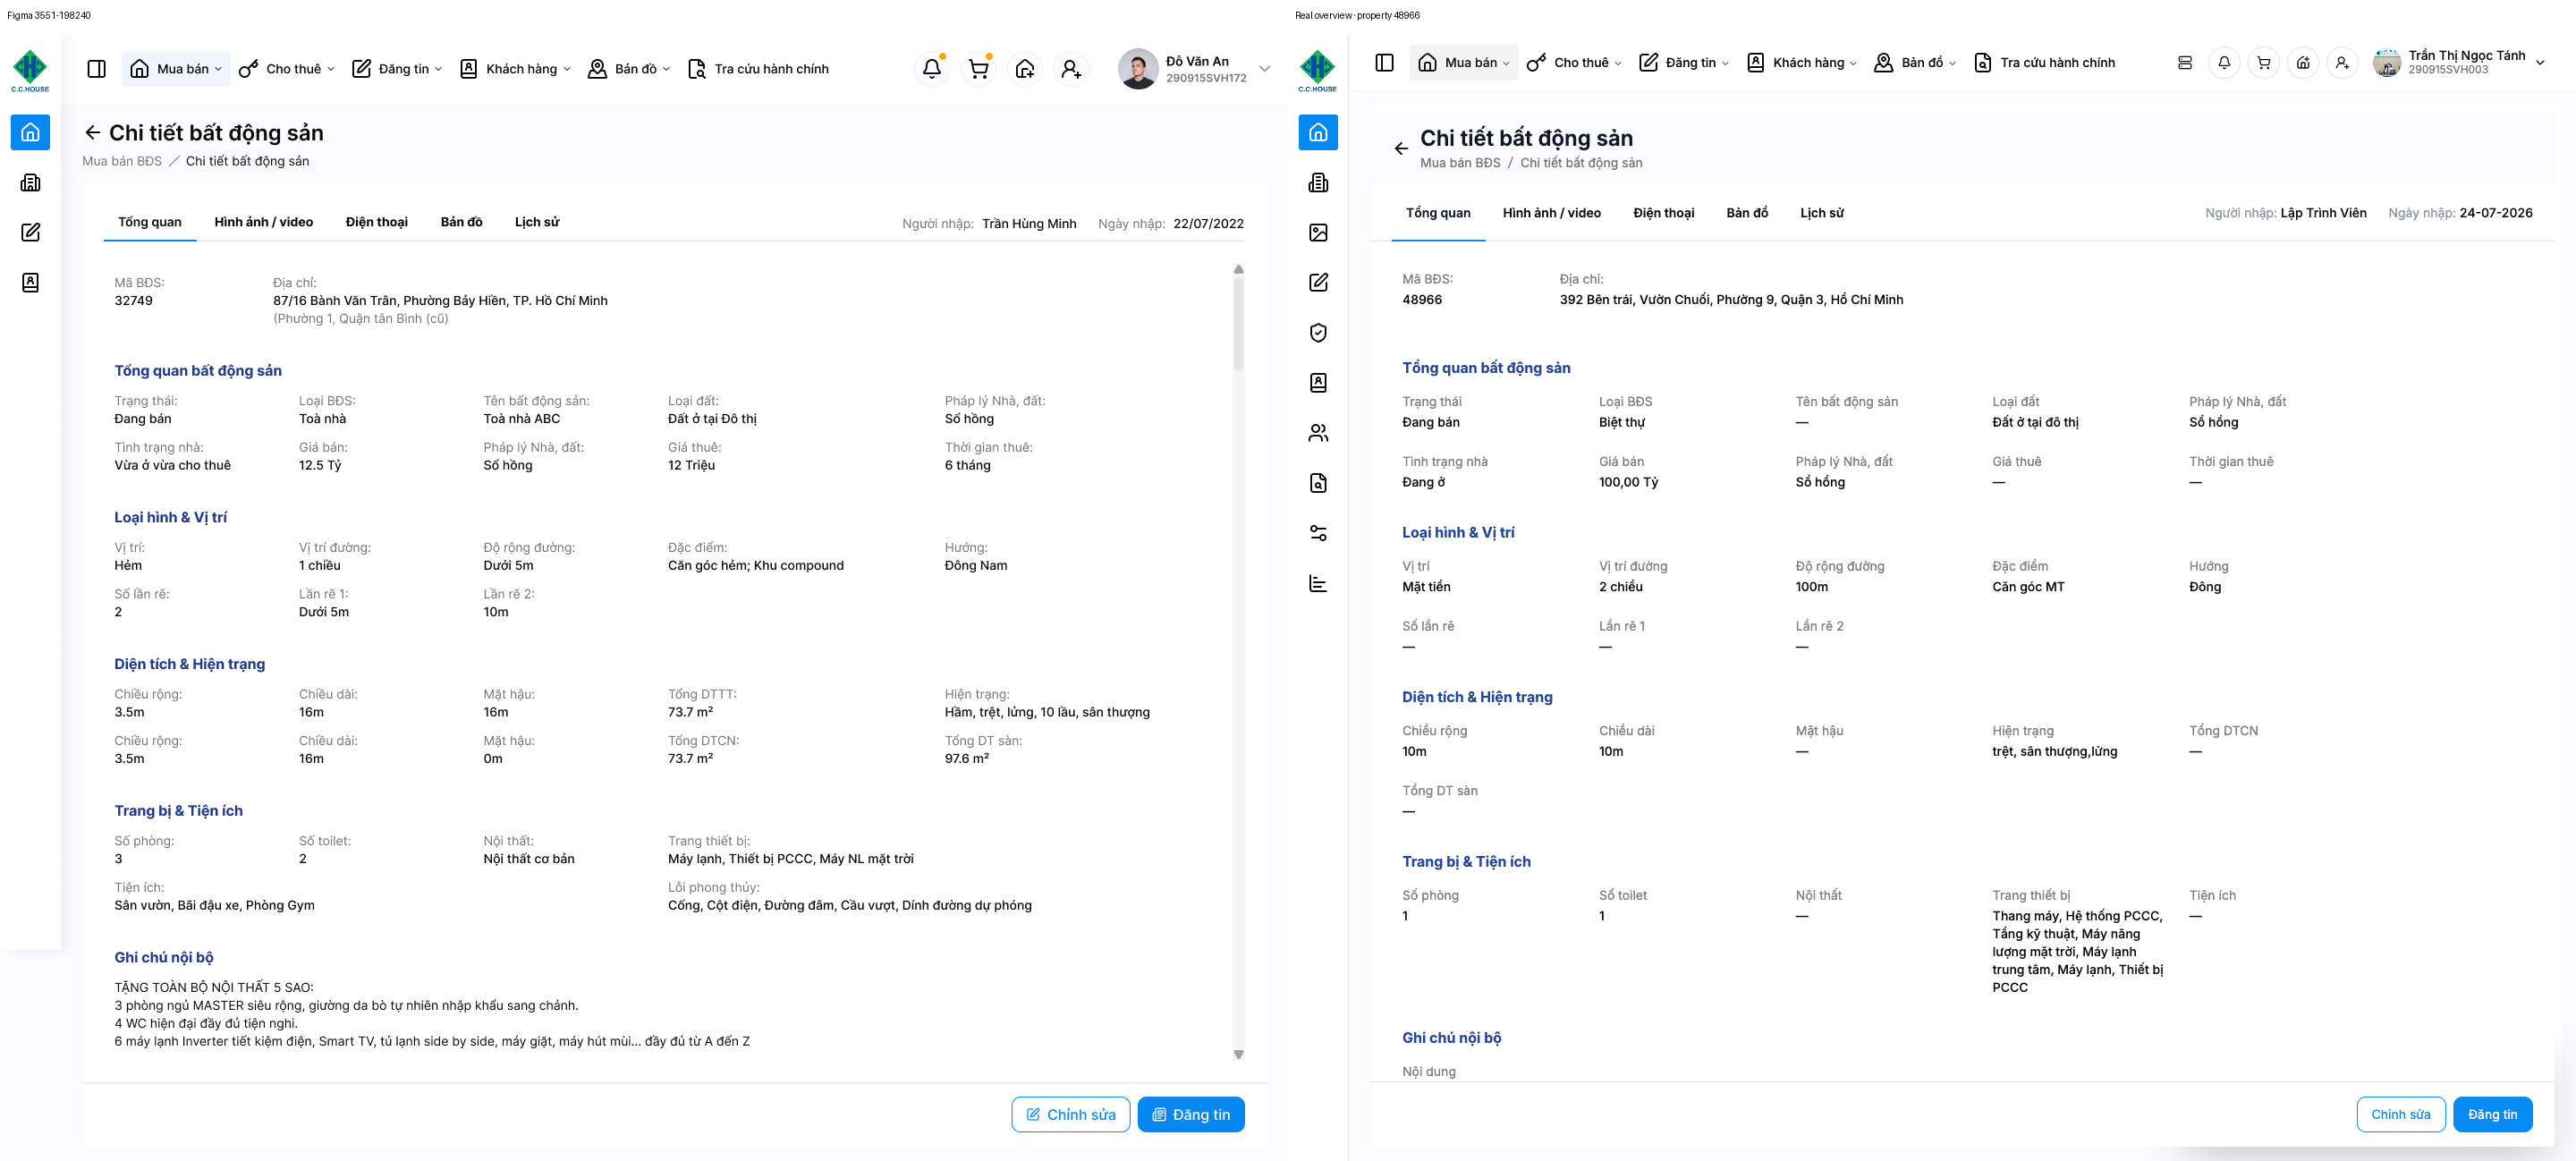 Figma 3551-198240
C.C.HOUSE
Mua bán
Cho thuê
Đăng tin
Khách hàng
Bản đồ
Tra cứu hành chính
Đỗ Văn An
290915SVH172
Chi tiết bất động sản
Mua bán BĐS / Chi tiết bất động sản
Tổng quan
Hình ảnh / video
Điện thoại
Bản đồ
Lịch sử
Người nhập: Trần Hùng Minh
Ngày nhập: 22/07/2022
Mã BĐS:
32749
Địa chỉ:
87/16 Bành Văn Trân, Phường Bảy Hiền, TP. Hồ Chí Minh
(Phường 1, Quận tân Bình (cũ)
Tổng quan bất động sản
Trạng thái:
Đang bán
Loại BĐS:
Toà nhà
Tên bất động sản:
Toà nhà ABC
Loại đất:
Đất ở tại Đô thị
Pháp lý Nhà, đất:
Sổ hồng
Tình trạng nhà:
Vừa ở vừa cho thuê
Giá bán:
12.5 Tỷ
Pháp lý Nhà, đất:
Sổ hồng
Giá thuê:
12 Triệu
Thời gian thuê:
6 tháng
Loại hình & Vị trí
Vị trí:
Hẻm
Vị trí đường:
1 chiều
Độ rộng đường:
Dưới 5m
Đặc điểm:
Căn góc hẻm; Khu compound
Hướng:
Đông Nam
Số lần rẽ:
2
Lần rẽ 1:
Dưới 5m
Lần rẽ 2:
10m
Diện tích & Hiện trạng
Chiều rộng:
3.5m
Chiều dài:
16m
Mặt hậu:
16m
Tổng DTTT:
73.7 m²
Hiện trạng:
Hầm, trệt, lửng, 10 lầu, sân thượng
Chiều rộng:
3.5m
Chiều dài:
16m
Mặt hậu:
0m
Tổng DTCN:
73.7 m²
Tổng DT sàn:
97.6 m²
Trang bị & Tiện ích
Số phòng:
3
Số toilet:
2
Nội thất:
Nội thất cơ bản
Trang thiết bị:
Máy lạnh, Thiết bị PCCC, Máy NL mặt trời
Tiện ích:
Sân vườn, Bãi đậu xe, Phòng Gym
Lỗi phong thủy:
Cống, Cột điện, Đường đâm, Cầu vượt, Dính đường dự phóng
Ghi chú nội bộ
TẶNG TOÀN BỘ NỘI THẤT 5 SAO:
3 phòng ngủ MASTER siêu rộng, giường da bò tự nhiên nhập khẩu sang chảnh.
4 WC hiện đại đầy đủ tiện nghi.
6 máy lạnh Inverter tiết kiệm điện, Smart TV, tủ lạnh side by side, máy giặt, máy hút mùi... đầy đủ từ A đến Z
Chỉnh sửa
Đăng tin
Real overview · property 48966
C.C.HOUSE
Mua bán
Cho thuê
Đăng tin
Khách hàng
Bản đồ
Tra cứu hành chính
Trần Thị Ngọc Tánh
290915SVH003
Chi tiết bất động sản
Mua bán BĐS / Chi tiết bất động sản
Tổng quan
Hình ảnh / video
Điện thoại
Bản đồ
Lịch sử
Người nhập: Lập Trình Viên
Ngày nhập: 24-07-2026
Mã BĐS:
48966
Địa chỉ:
392 Bên trái, Vườn Chuối, Phường 9, Quận 3, Hồ Chí Minh
Tổng quan bất động sản
Trạng thái
Đang bán
Loại BĐS
Biệt thự
Tên bất động sản
—
Loại đất
Đất ở tại đô thị
Pháp lý Nhà, đất
Sổ hồng
Tình trạng nhà
Đang ở
Giá bán
100,00 Tỷ
Pháp lý Nhà, đất
Sổ hồng
Giá thuê
—
Thời gian thuê
—
Loại hình & Vị trí
Vị trí
Mặt tiền
Vị trí đường
2 chiều
Độ rộng đường
100m
Đặc điểm
Căn góc MT
Hướng
Đông
Số lần rẽ
—
Lần rẽ 1
—
Lần rẽ 2
—
Diện tích & Hiện trạng
Chiều rộng
10m
Chiều dài
10m
Mặt hậu
—
Hiện trạng
trệt, sân thượng,lửng
Tổng DTCN
—
Tổng DT sàn
—
Trang bị & Tiện ích
Số phòng
1
Số toilet
1
Nội thất
—
Trang thiết bị
Thang máy, Hệ thống PCCC,
Tầng kỹ thuật, Máy năng
lượng mặt trời, Máy lạnh
trung tâm, Máy lạnh, Thiết bị
PCCC
Tiện ích
—
Ghi chú nội bộ
Nội dung
Chỉnh sửa
Đăng tin